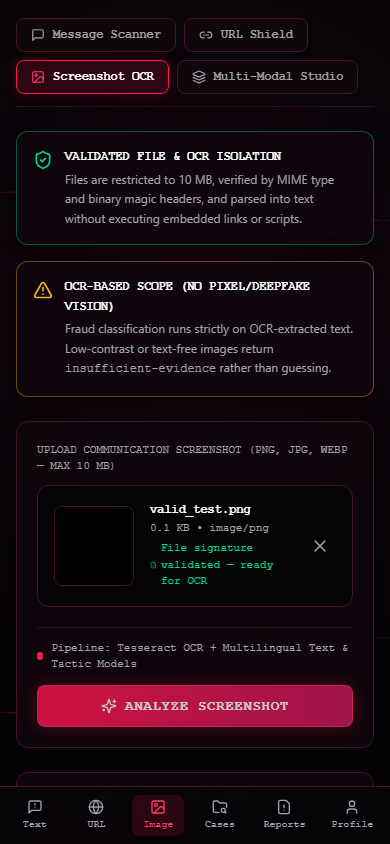 Message Scanner
URL Shield
Screenshot OCR
Multi-Modal Studio
VALIDATED FILE & OCR ISOLATION
Files are restricted to 10 MB, verified by MIME type
and binary magic headers, and parsed into text
without executing embedded links or scripts.
OCR-BASED SCOPE (NO PIXEL/DEEPFAKE
VISION)
Fraud classification runs strictly on OCR-extracted text.
Low-contrast or text-free images return
insufficient-evidence rather than guessing.
UPLOAD COMMUNICATION SCREENSHOT (PNG, JPG, WEBP
— MAX 10 MB)
valid_test.png
0.1 KB • image/png
File signature
validated — ready
for OCR
Pipeline: Tesseract OCR + Multilingual Text &
Tactic Models
ANALYZE SCREENSHOT
Text
URL
Image
Cases
Reports
Profile